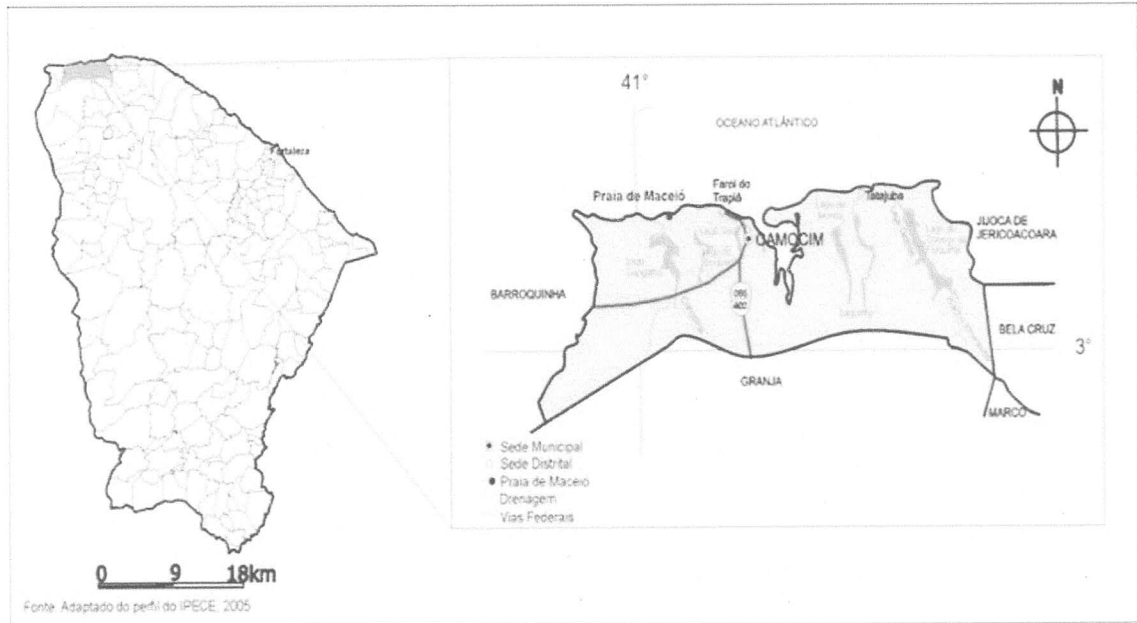 Fortaleza
41°
N
OCEANO ATLÂNTICO
Praia de Maceió
Farol do
Trapiá
Tatajuba
CAMOCIM
JIJOCA DE
JERICOACOARA
BARROQUINHA
BELA CRUZ
3°
GRANJA
MARCO
Sede Municipal
Sede Distrital
Praia de Maceio
Drenagem
Vias Federais
0 9 18km
Fonte: Adaptado do perfil do IPECE, 2005